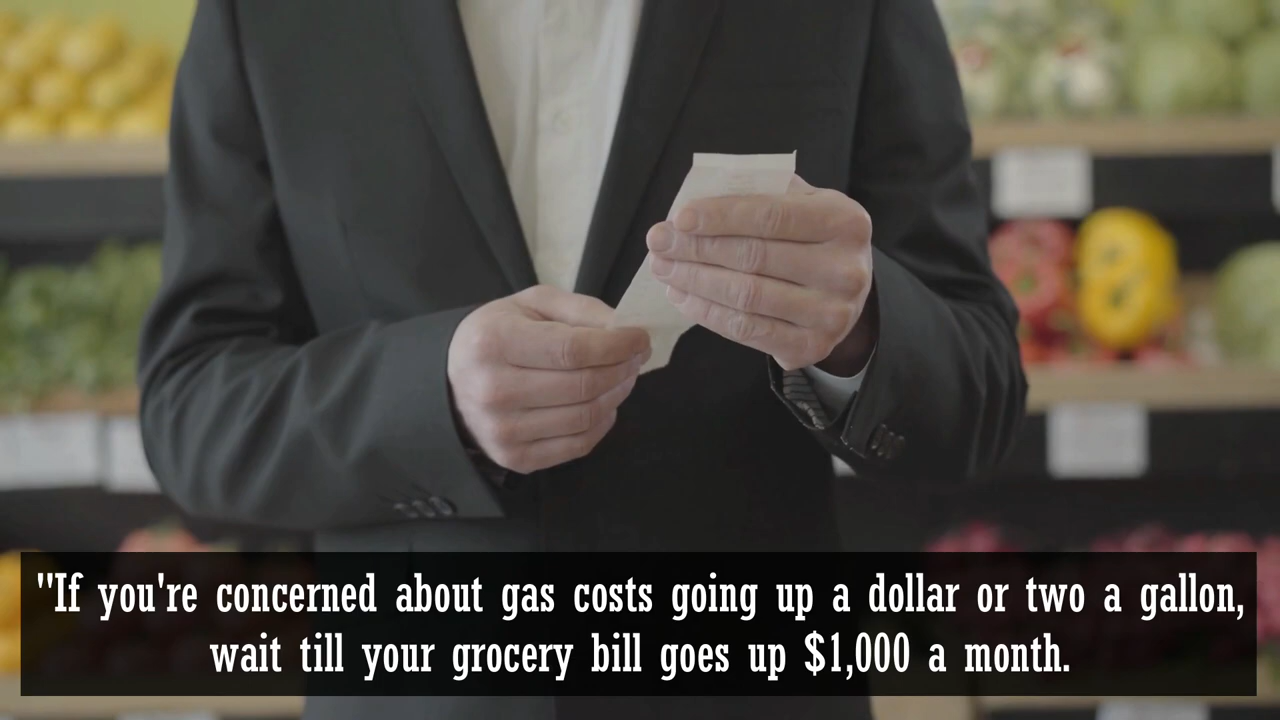 "If you're concerned about gas costs going up a dollar or two a gallon,
wait till your grocery bill goes up $1,000 a month.